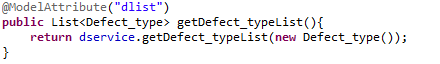 @ModelAttribute("dlist")
public List<Defect_type> getDefect_typeList(){
    return dservice.getDefect_typeList(new Defect_type());
}